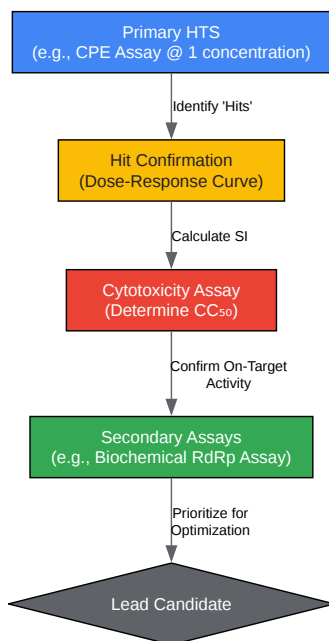 Primary HTS
(e.g., CPE Assay @ 1 concentration)
Identify 'Hits'
Hit Confirmation
(Dose-Response Curve)
Calculate SI
Cytotoxicity Assay
(Determine CC₅₀)
Confirm On-Target
Activity
Secondary Assays
(e.g., Biochemical RdRp Assay)
Prioritize for
Optimization
Lead Candidate